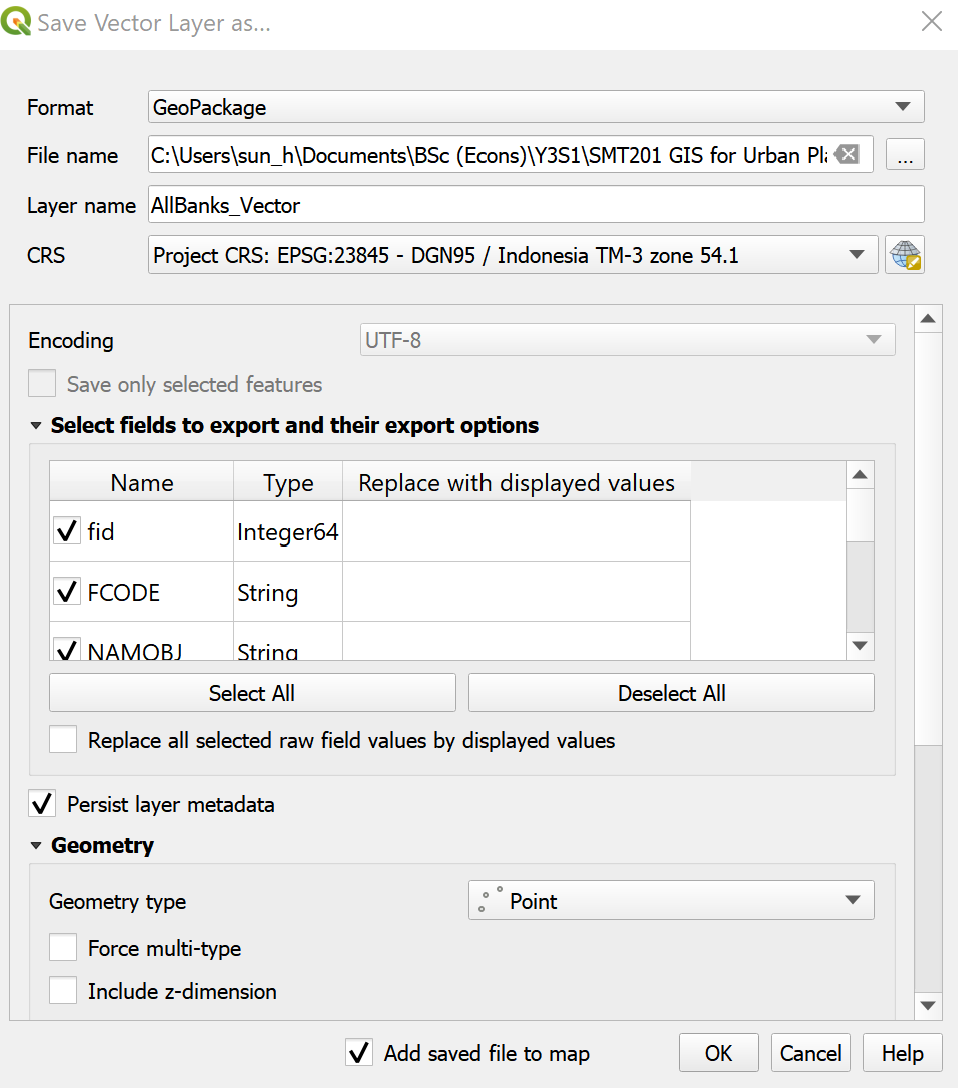 Save Vector Layer as...
Format GeoPackage
File name C:\Users\sun_h\Documents\BSc (Econs)\Y3S1\SMT201 GIS for Urban Pl ...
Layer name AllBanks_Vector
CRS Project CRS: EPSG:23845 - DGN95 / Indonesia TM-3 zone 54.1
Encoding UTF-8
Save only selected features
Select fields to export and their export options
Name Type Replace with displayed values
fid Integer64
FCODE String
NAMOBJ String
Select All Deselect All
Replace all selected raw field values by displayed values
Persist layer metadata
Geometry
Geometry type Point
Force multi-type
Include z-dimension
Add saved file to map OK Cancel Help